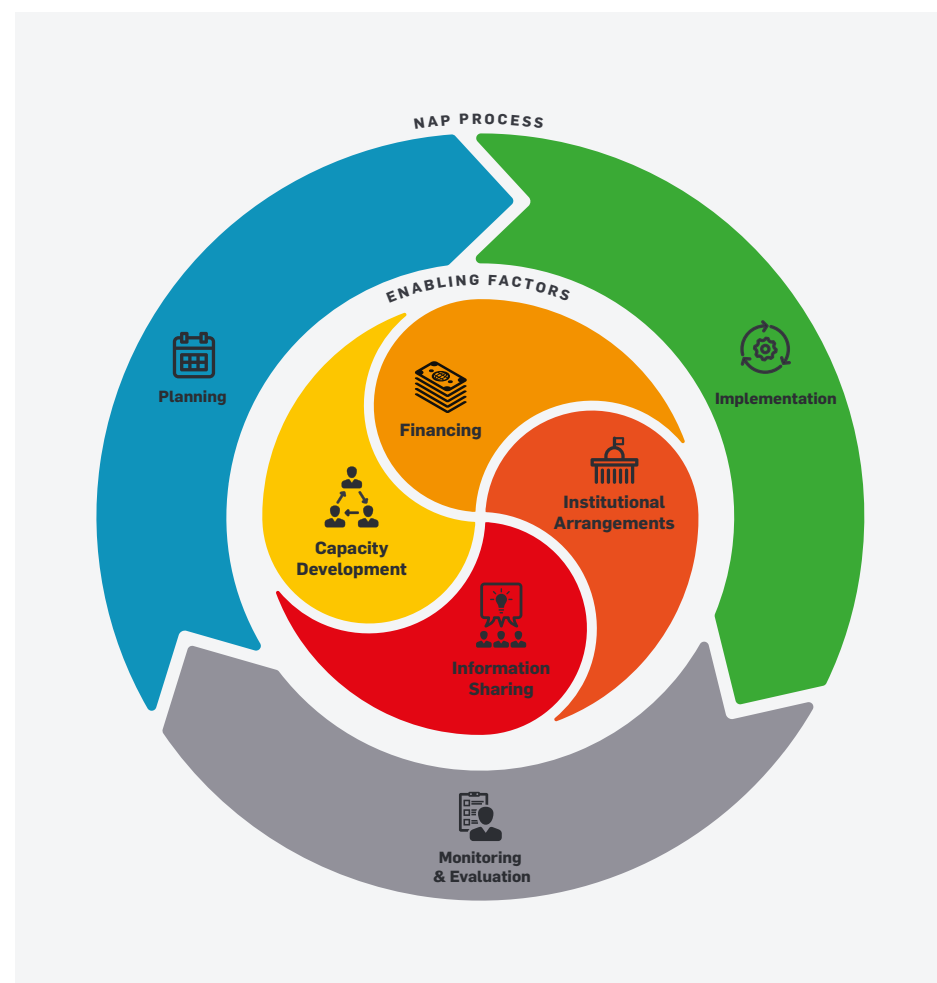 NAP PROCESS
ENABLING FACTORS
Planning
Implementation
Financing
Institutional
Arrangements
Capacity
Development
Information
Sharing
Monitoring
& Evaluation